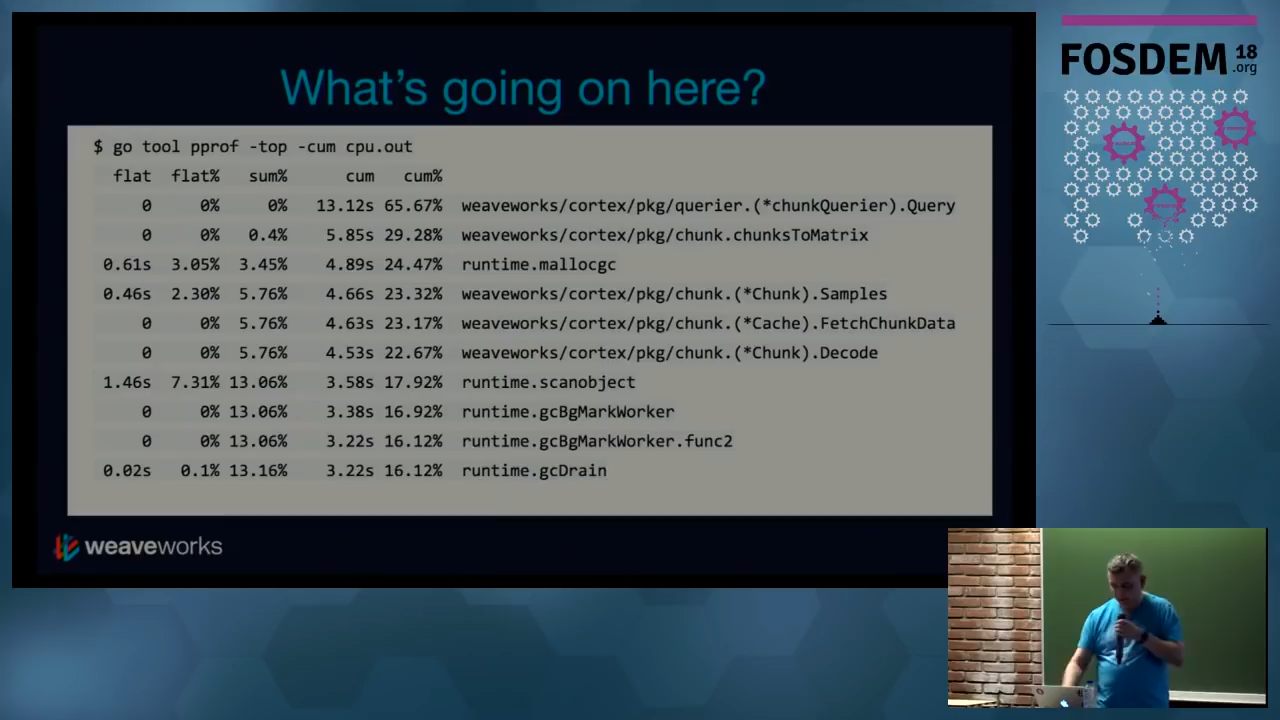 What's going on here?
$ go tool pprof -top -cum cpu.out
flat flat% sum% cum cum%
0 0% 0% 13.12s 65.67% weaveworks/cortex/pkg/querier.(*chunkQuerier).Query
0 0% 0.4% 5.85s 29.28% weaveworks/cortex/pkg/chunk.chunksToMatrix
0.61s 3.05% 3.45% 4.89s 24.47% runtime.mallocgc
0.46s 2.30% 5.76% 4.66s 23.32% weaveworks/cortex/pkg/chunk.(*Chunk).Samples
0 0% 5.76% 4.63s 23.17% weaveworks/cortex/pkg/chunk.(*Cache).FetchChunkData
0 0% 5.76% 4.53s 22.67% weaveworks/cortex/pkg/chunk.(*Chunk).Decode
1.46s 7.31% 13.06% 3.58s 17.92% runtime.scanobject
0 0% 13.06% 3.38s 16.92% runtime.gcBgMarkWorker
0 0% 13.06% 3.22s 16.12% runtime.gcBgMarkWorker.func2
0.02s 0.1% 13.16% 3.22s 16.12% runtime.gcDrain
weaveworks
FOSDEM 18
.org